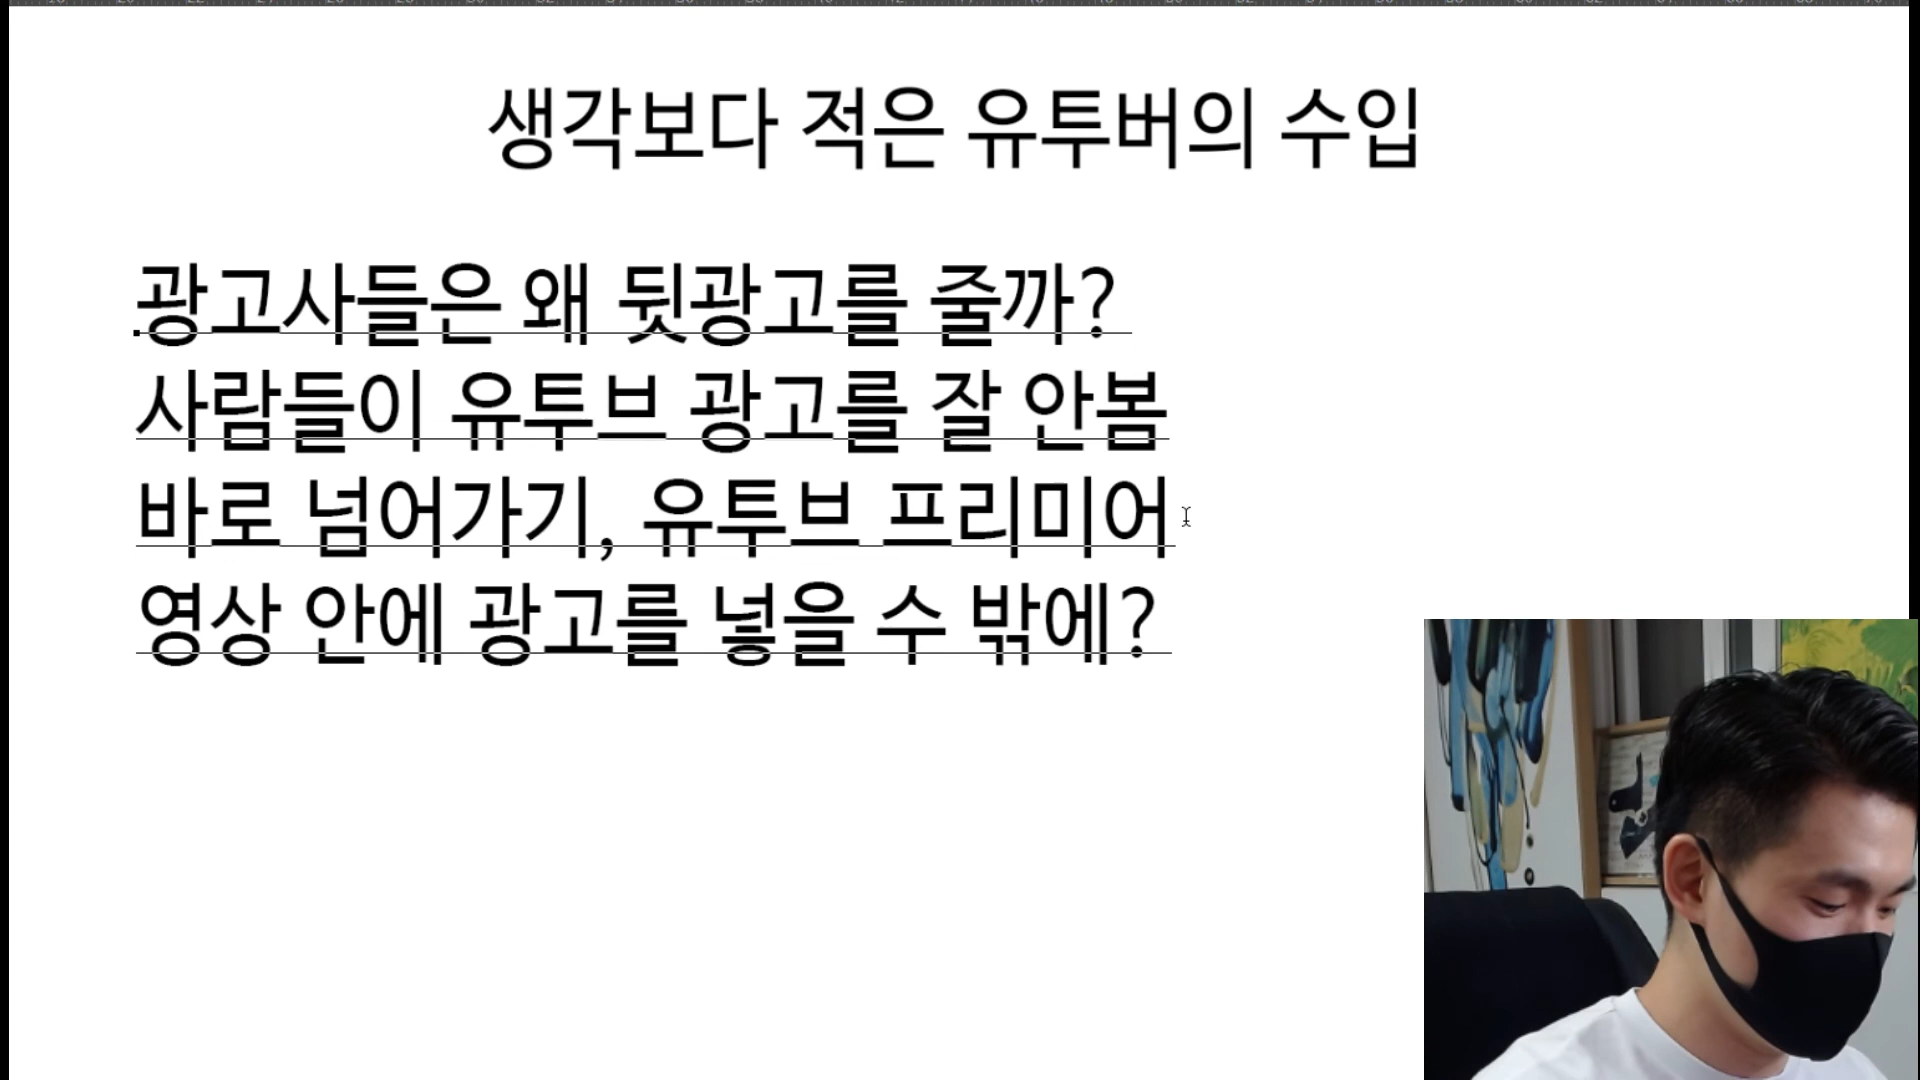 생각보다 적은 유투버의 수입
광고사들은 왜 뒷광고를 줄까?
사람들이 유투브 광고를 잘 안봄
바로 넘어가기, 유투브 프리미어
영상 안에 광고를 넣을 수 밖에?